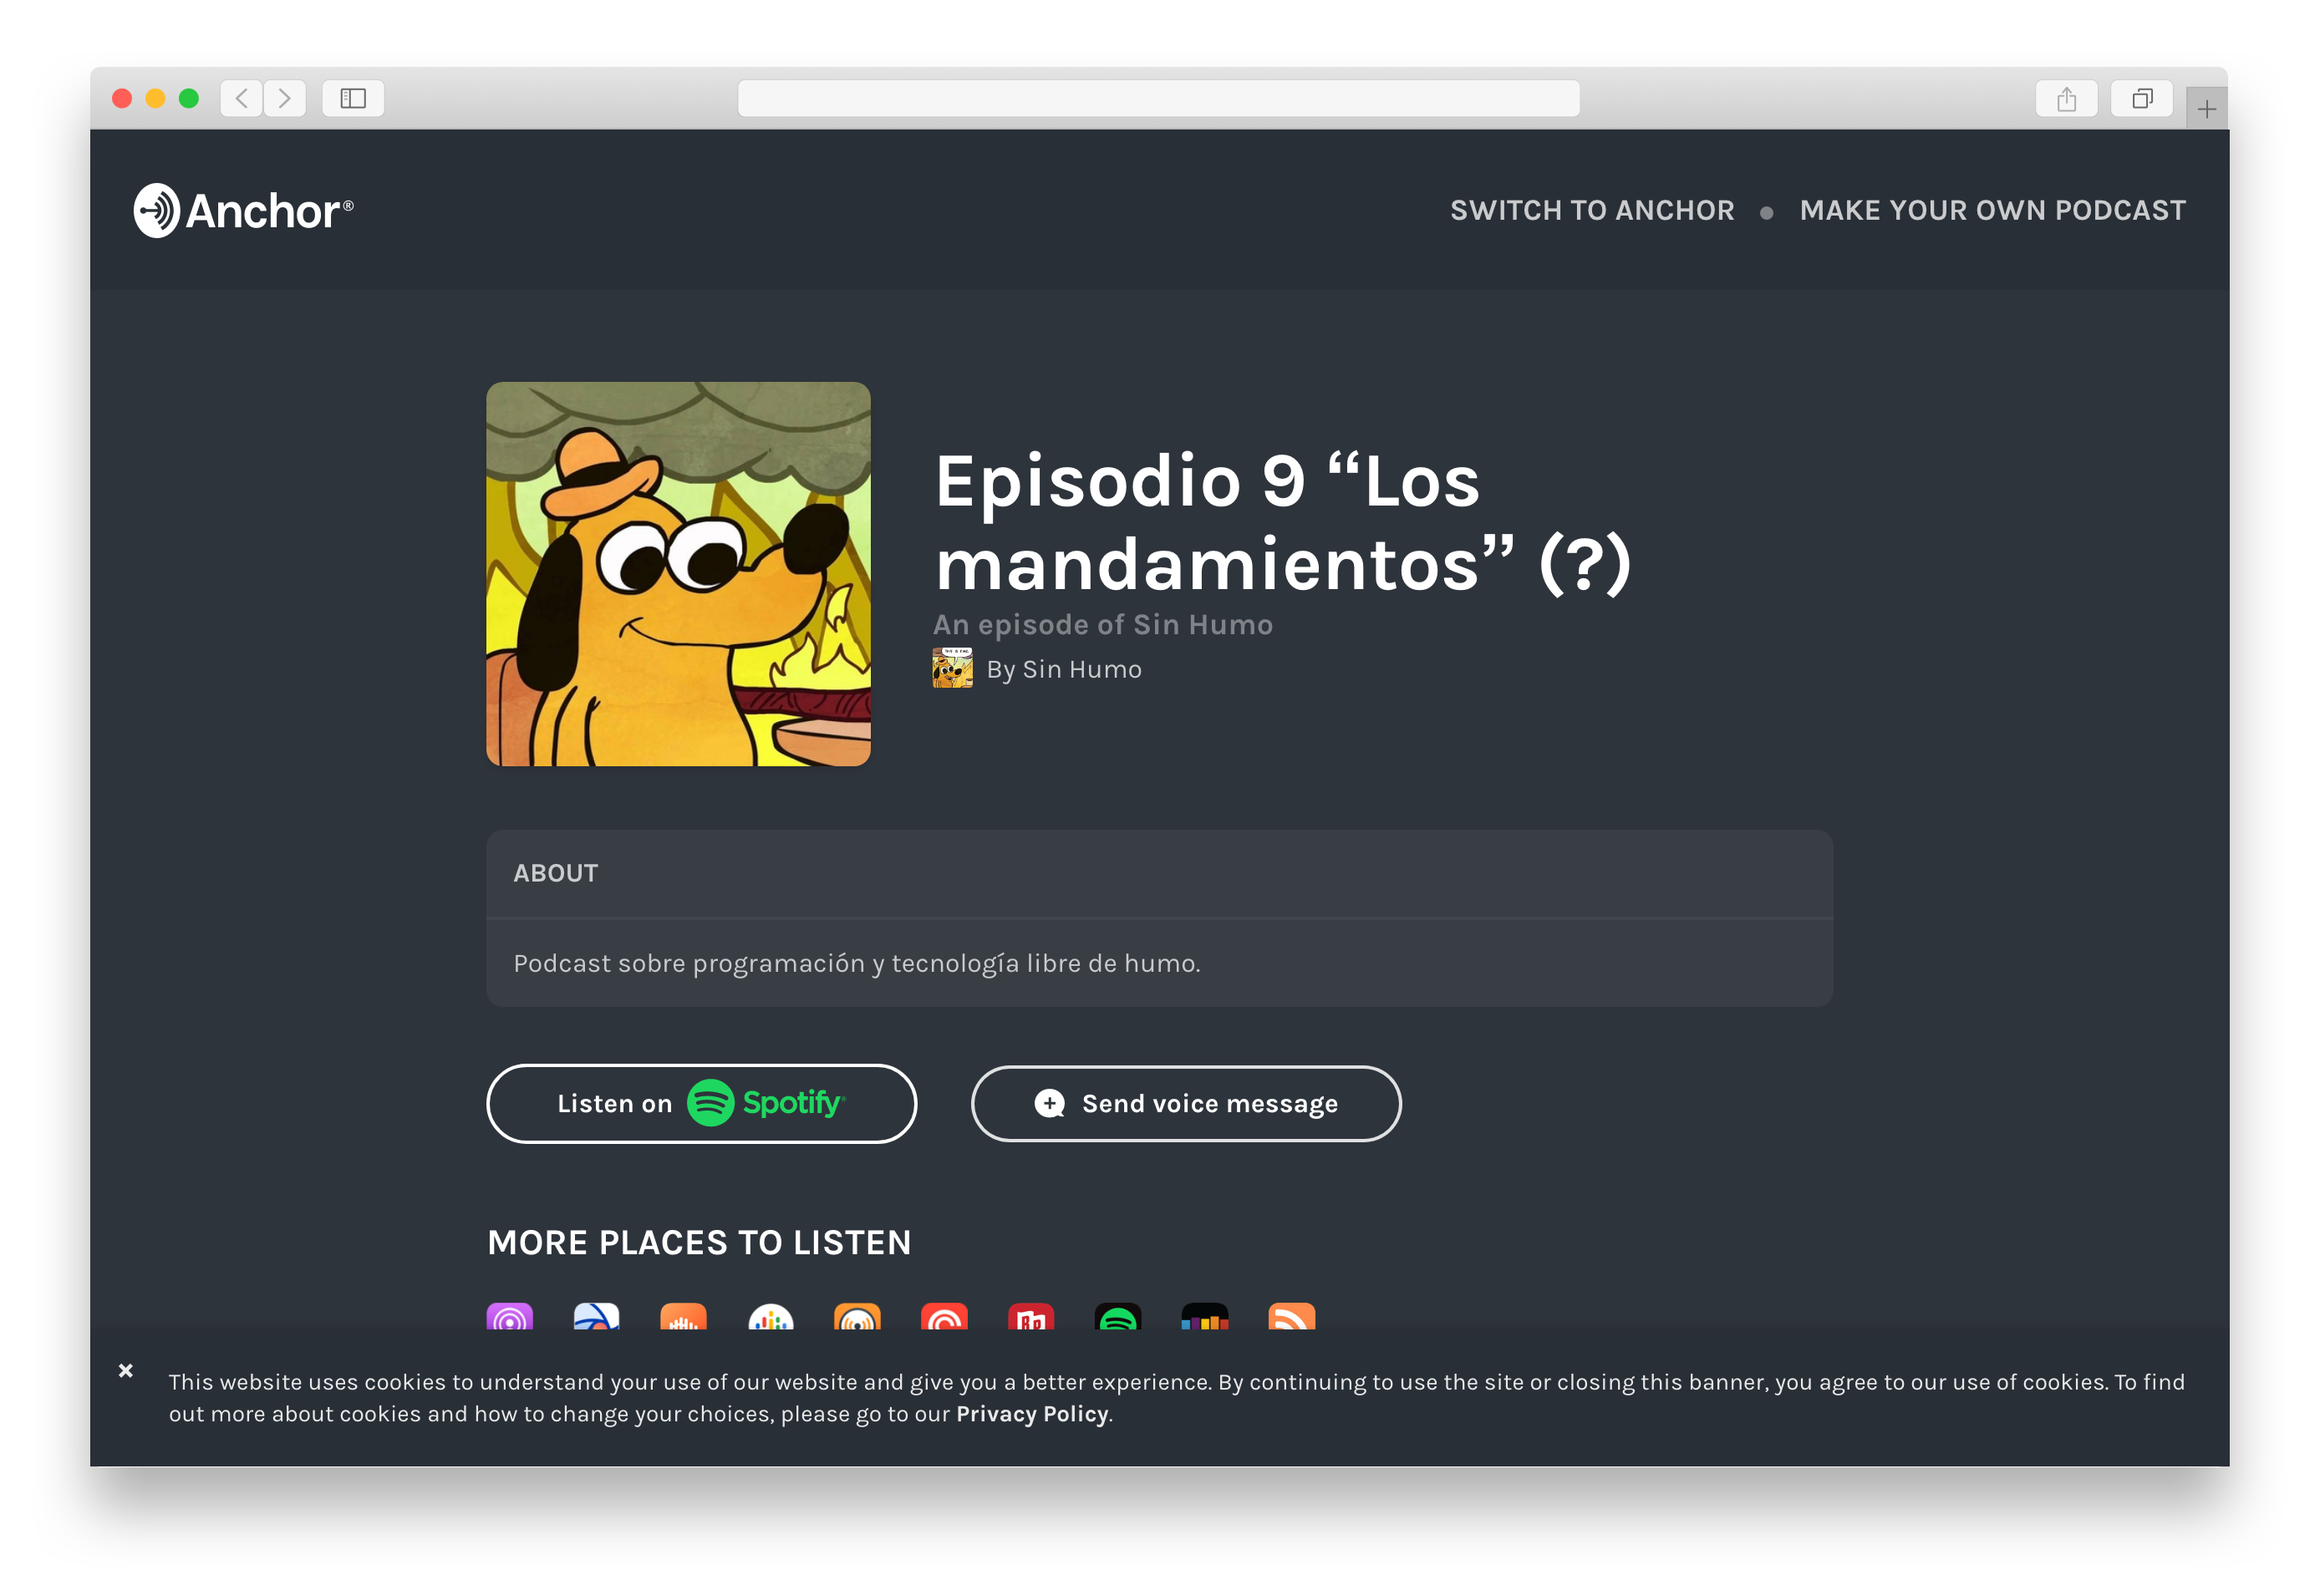 Anchor®
SWITCH TO ANCHOR • MAKE YOUR OWN PODCAST
Episodio 9 “Los
mandamientos” (?)
An episode of Sin Humo
By Sin Humo
ABOUT
Podcast sobre programación y tecnología libre de humo.
Listen on Spotify
Send voice message
MORE PLACES TO LISTEN
This website uses cookies to understand your use of our website and give you a better experience. By continuing to use the site or closing this banner, you agree to our use of cookies. To find
out more about cookies and how to change your choices, please go to our Privacy Policy.